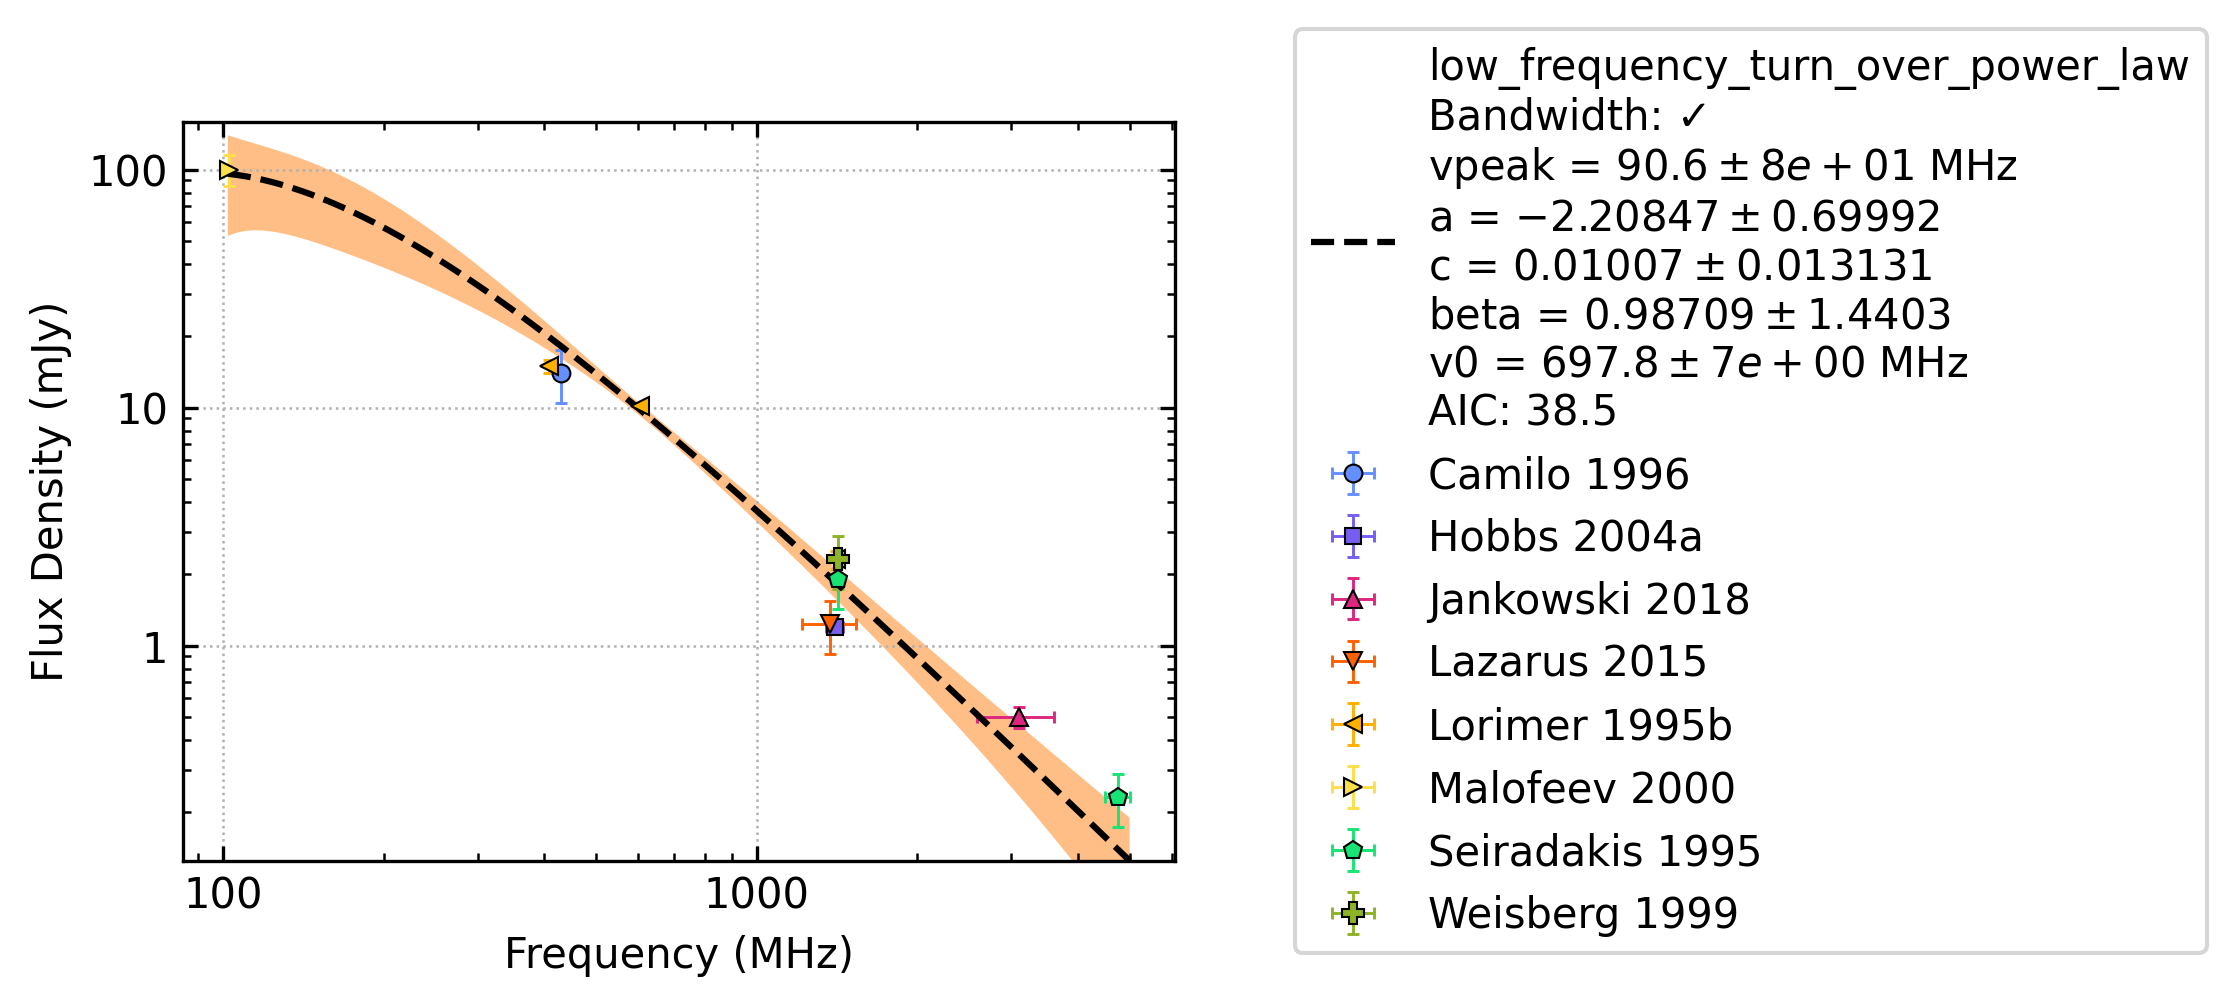 100
10
1
Flux Density (mJy)
100
1000
Frequency (MHz)
low_frequency_turn_over_power_law
Bandwidth: ✓
vpeak = 90.6 ± 8e + 01 MHz
a = −2.20847 ± 0.69992
c = 0.01007 ± 0.013131
beta = 0.98709 ± 1.4403
v0 = 697.8 ± 7e + 00 MHz
AIC: 38.5
Camilo 1996
Hobbs 2004a
Jankowski 2018
Lazarus 2015
Lorimer 1995b
Malofeev 2000
Seiradakis 1995
Weisberg 1999